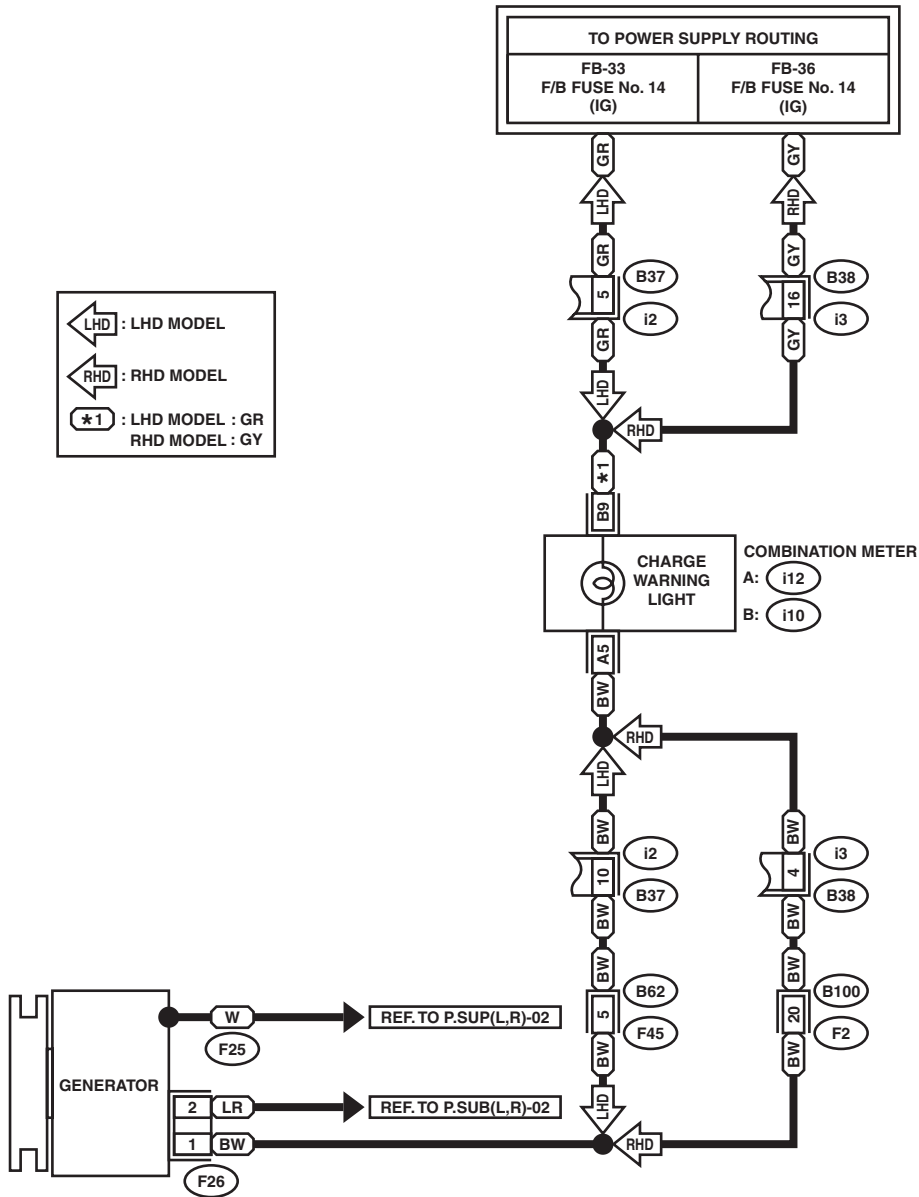 TO POWER SUPPLY ROUTING
FB-33
F/B FUSE No. 14
(IG)
FB-36
F/B FUSE No. 14
(IG)
GR
GY
LHD
RHD
GR
GY
5
B37
i2
16
B38
i3
GR
GY
LHD
RHD
LHD : LHD MODEL
RHD : RHD MODEL
*1 : LHD MODEL : GR
RHD MODEL : GY
*1
B9
CHARGE
WARNING
LIGHT
COMBINATION METER
A: i12
B: i10
A5
BW
RHD
LHD
BW
BW
10
i2
B37
4
i3
B38
BW
BW
BW
BW
5
B62
F45
20
B100
F2
BW
BW
LHD
RHD
GENERATOR
W
F25
REF. TO P.SUP(L,R)-02
2 LR
REF. TO P.SUB(L,R)-02
1 BW
F26